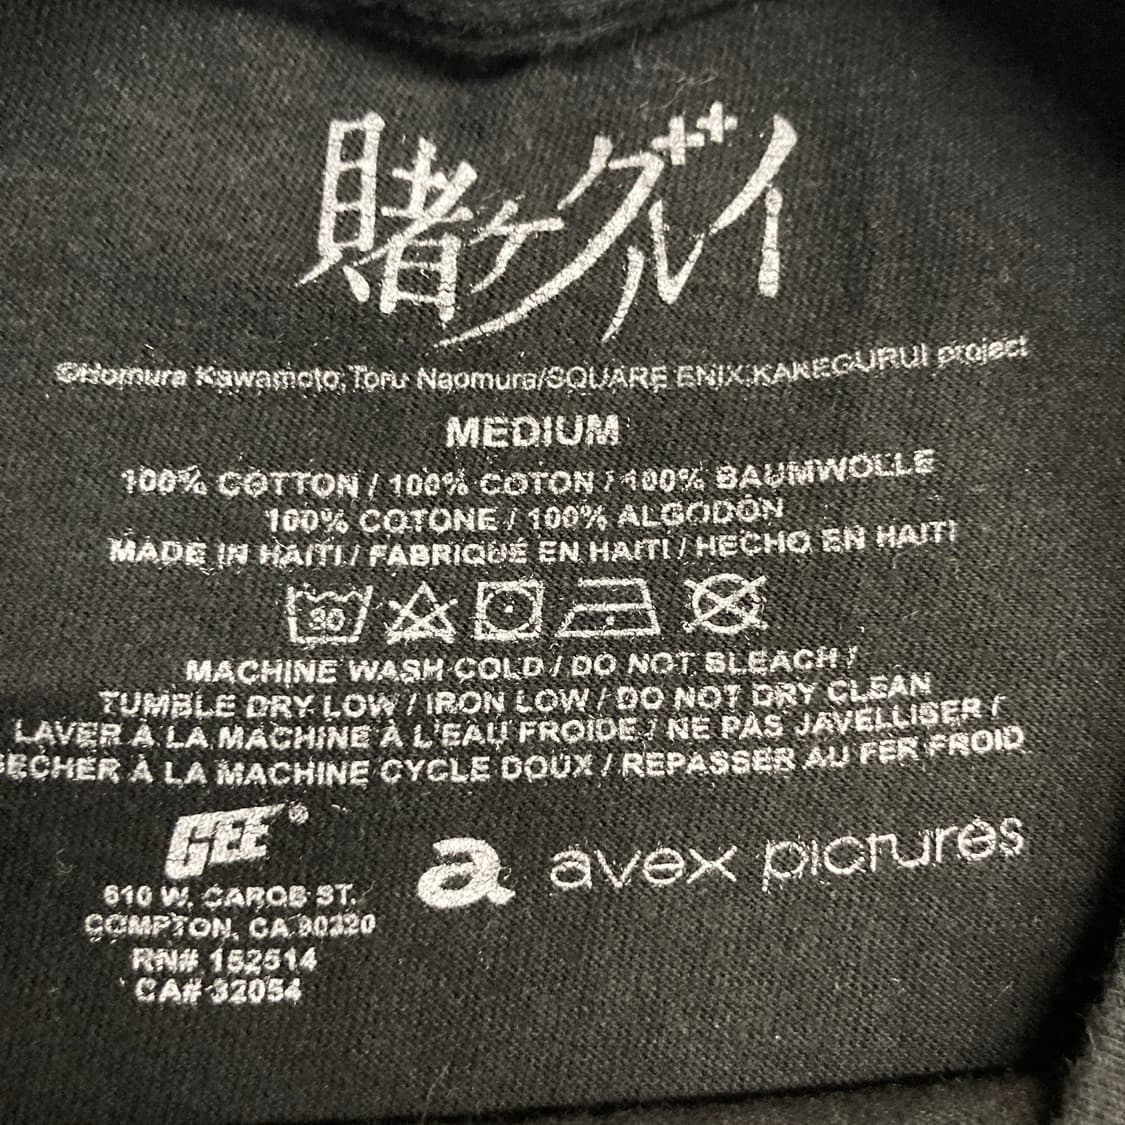 賭ケグルイ
©Homura Kawamoto, Toru Naomura/SQUARE ENIX,KAKEGURUI project
MEDIUM
100% COTTON / 100% COTON / 100% BAUMWOLLE
100% COTONE / 100% ALGODÓN
MADE IN HAITI / FABRIQUÉ EN HAITI / HECHO EN HAITI
30
MACHINE WASH COLD / DO NOT BLEACH /
TUMBLE DRY LOW / IRON LOW / DO NOT DRY CLEAN
LAVER À LA MACHINE À L'EAU FROIDE / NE PAS JAVELLISER /
SECHER À LA MACHINE CYCLE DOUX / REPASSER AU FER FROID
GEE®
610 W. CAROB ST.
COMPTON, CA 90220
RN# 152514
CA# 32054
a avex pictures